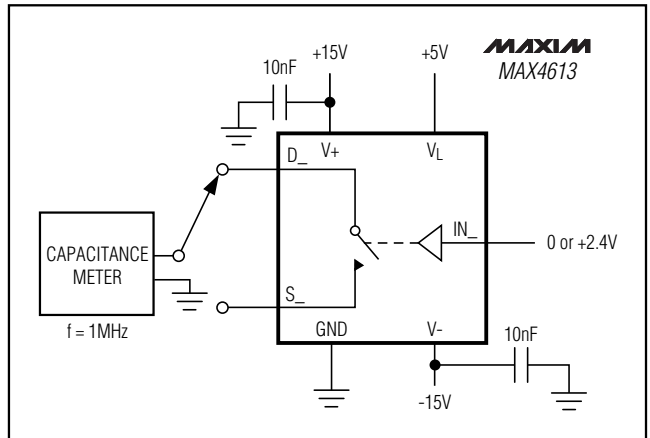 +15V
+5V
MAXIM
MAX4613
10nF
D_
V+
VL
IN_
0 or +2.4V
CAPACITANCE
METER
f = 1MHz
S_
GND
V-
10nF
-15V